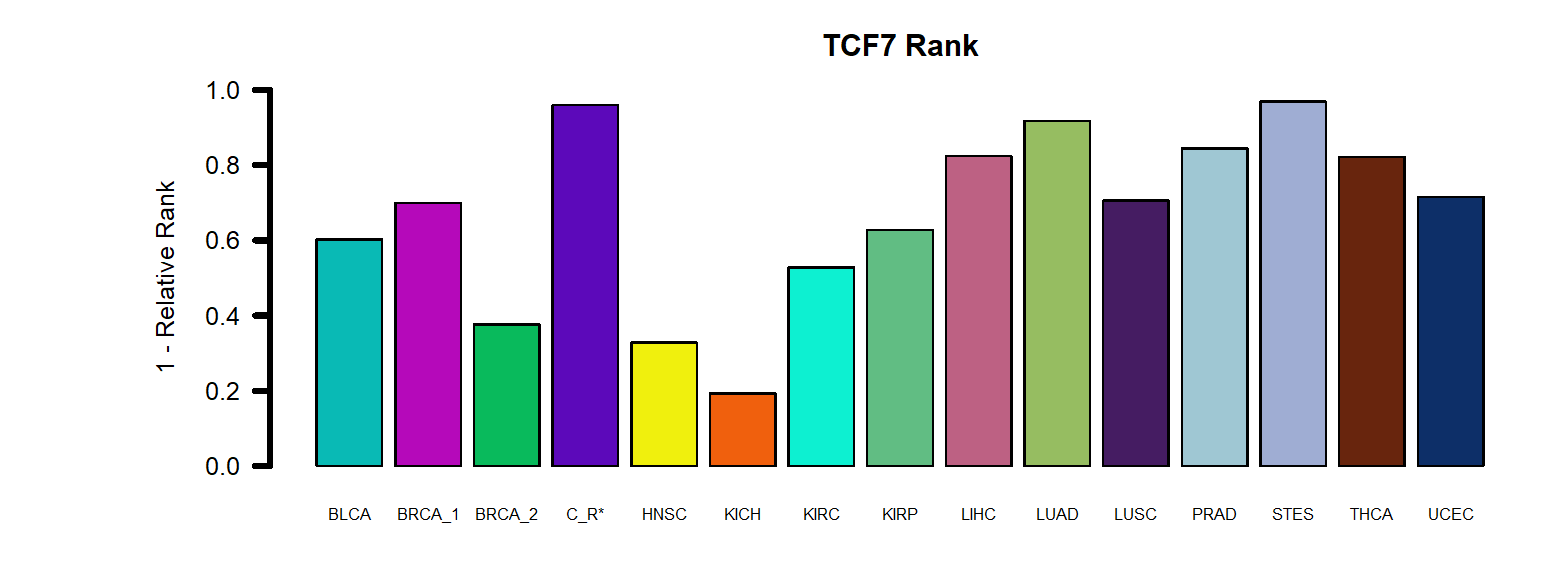 TCF7 Rank
1 - Relative Rank
1.0
0.8
0.6
0.4
0.2
0.0
BLCA BRCA_1 BRCA_2 C_R* HNSC KICH KIRC KIRP LIHC LUAD LUSC PRAD STES THCA UCEC